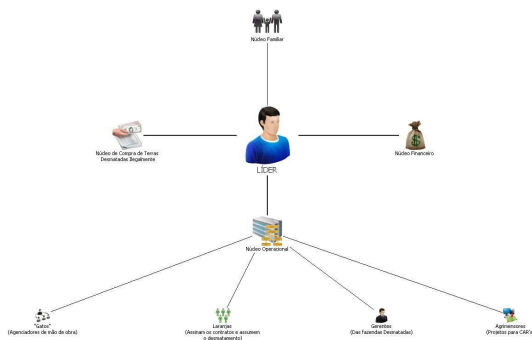 Núcleo Familiar
Núcleo de Compra de Terras
Desmatadas Ilegalmente
LÍDER
Núcleo Financeiro
Núcleo Operacional
"Gatos"
(Agenciadores de mão de obra)
Laranjas
(Assinam os contratos e assumem
o desmatamento)
Gerentes
(Das fazendas Desmatadas)
Agrimensores
(Projetos para CAR's